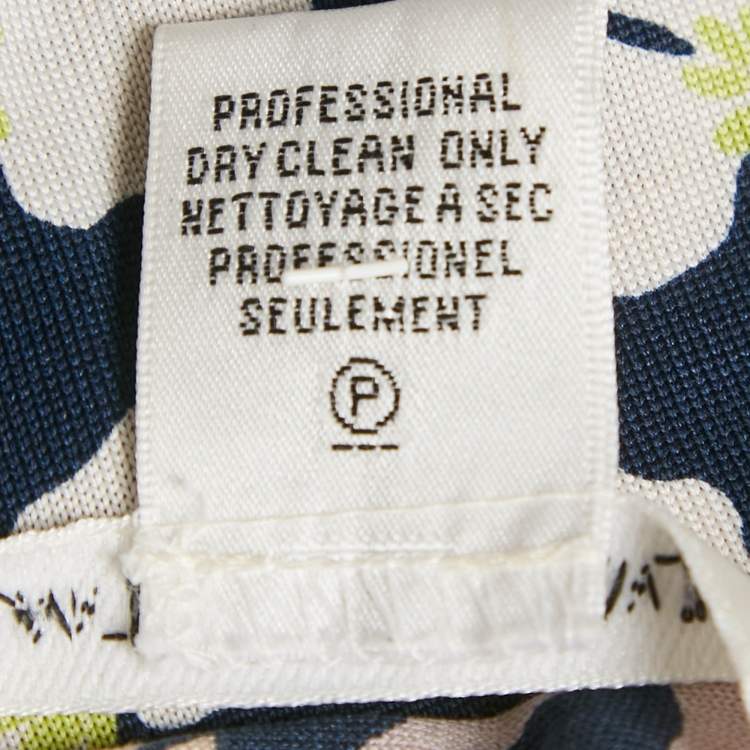 PROFESSIONAL
DRY CLEAN ONLY
NETTOYAGE A SEC
PROFESSIONEL
SEULEMENT
P